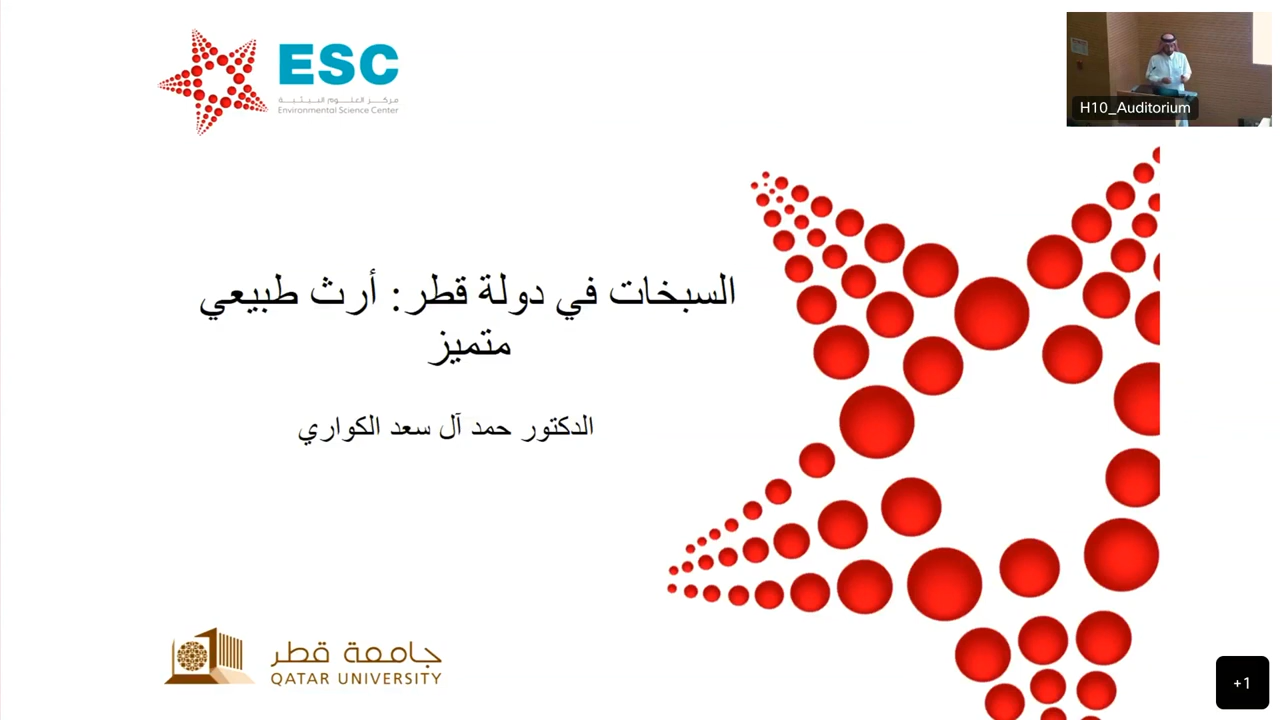 ESC
مركز العلوم البيئية
Environmental Science Center
H10_Auditorium
السبخات في دولة قطر: أرث طبيعي
متميز
الدكتور حمد آل سعد الكواري
جامعة قطر
QATAR UNIVERSITY
+1